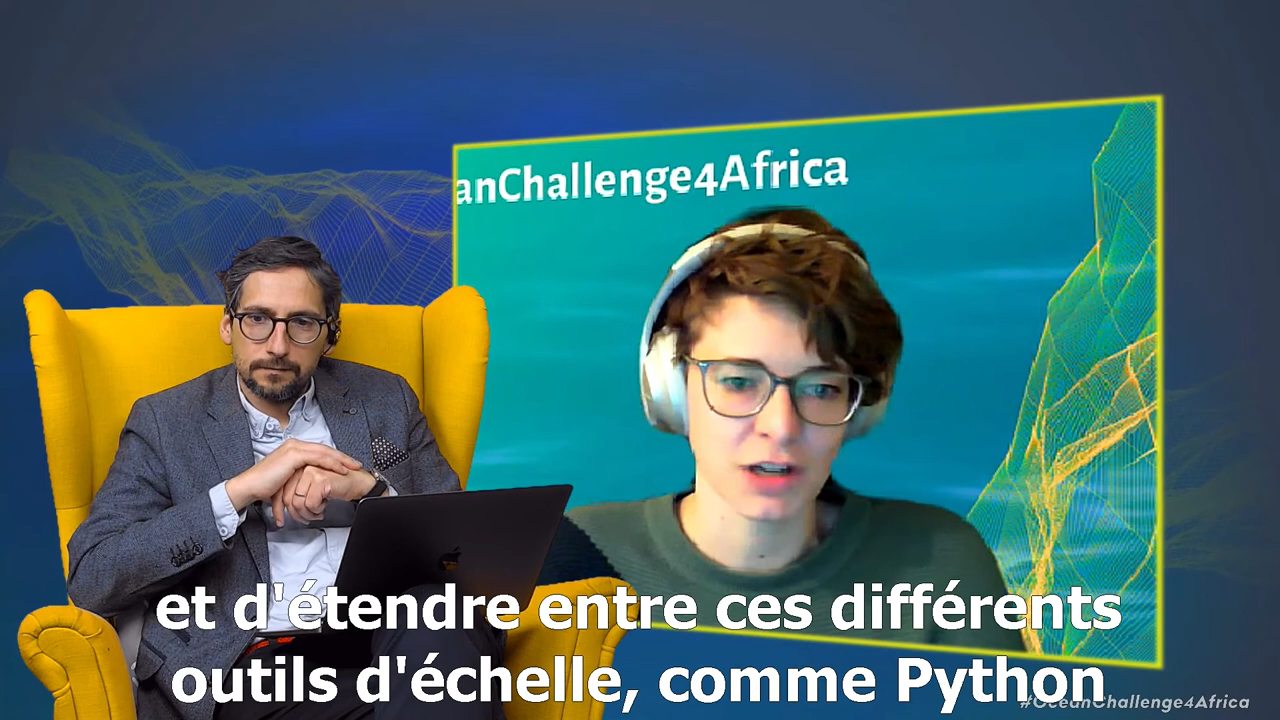 anChallenge4Africa
et d'étendre entre ces différents
outils d'échelle, comme Python
#OceanChallenge4Africa